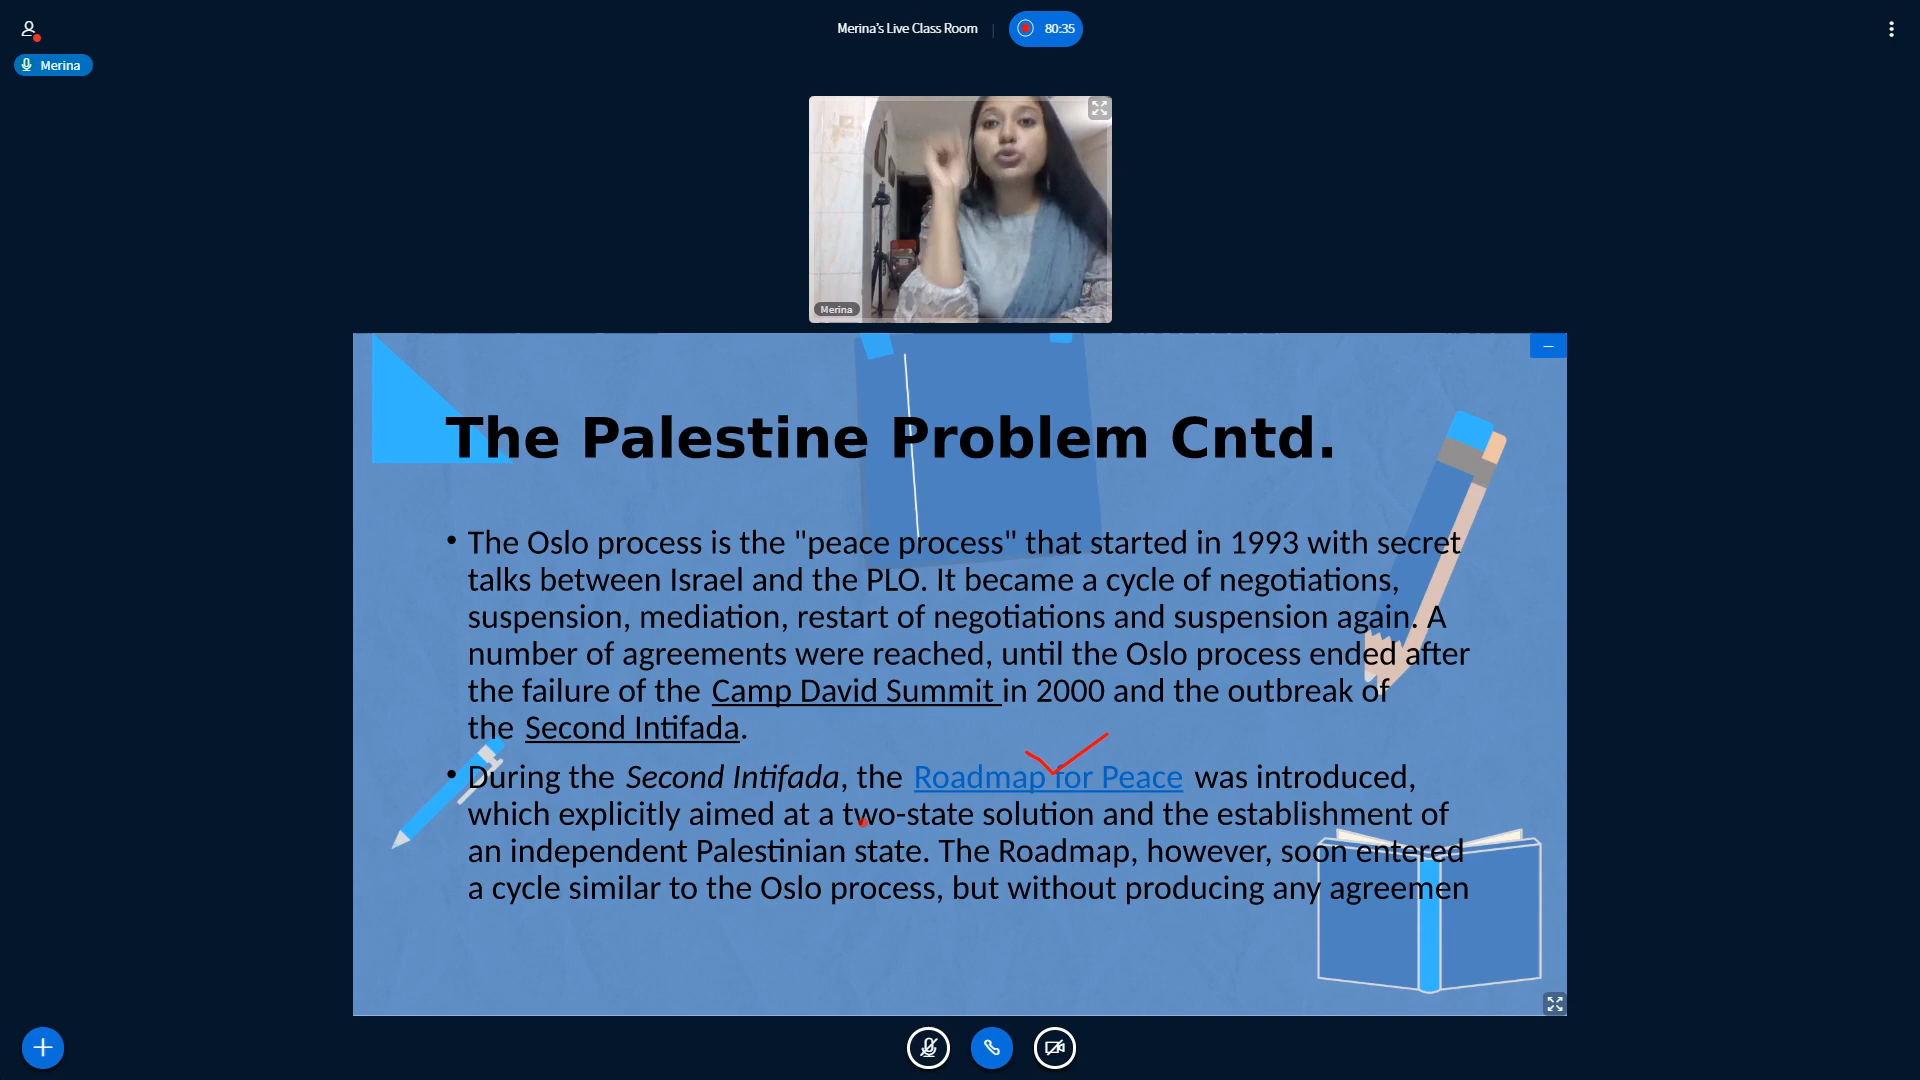 Merina's Live Class Room
80:35
Merina
Merina
The Palestine Problem Cntd.
• The Oslo process is the "peace process" that started in 1993 with secret
talks between Israel and the PLO. It became a cycle of negotiations,
suspension, mediation, restart of negotiations and suspension again. A
number of agreements were reached, until the Oslo process ended after
the failure of the Camp David Summit in 2000 and the outbreak of
the Second Intifada.
• During the Second Intifada, the Roadmap for Peace was introduced,
which explicitly aimed at a two-state solution and the establishment of
an independent Palestinian state. The Roadmap, however, soon entered
a cycle similar to the Oslo process, but without producing any agreemen